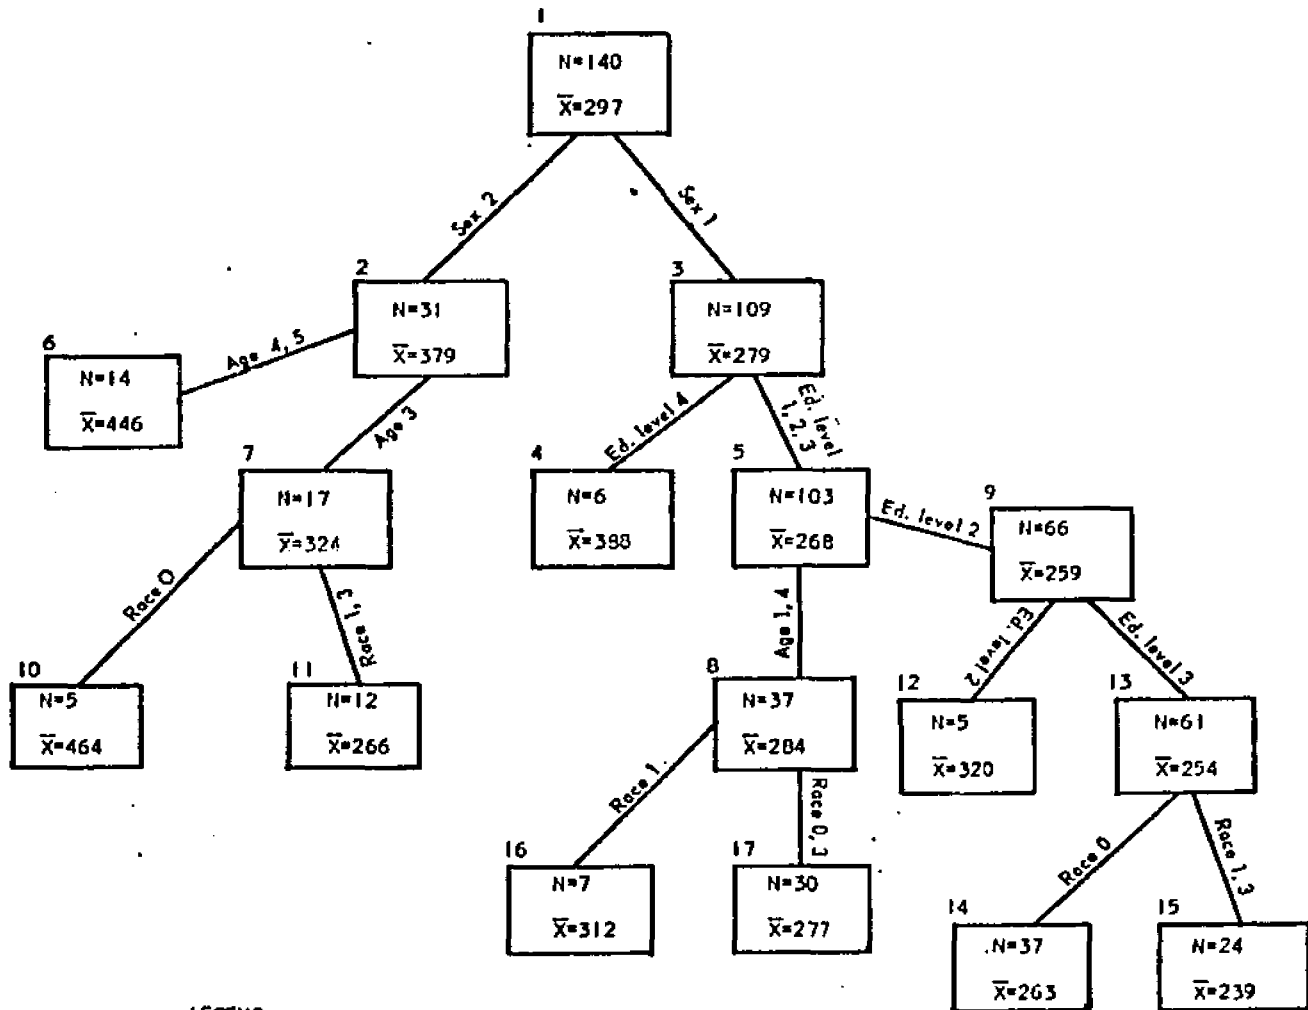 1
N=140
X̄=297
Sex 2
Sex 1
2
N=31
X̄=379
3
N=109
X̄=279
Age 4, 5
6
N=14
X̄=446
Age 3
Ed. level 4
Ed. level
1, 2, 3
7
N=17
X̄=324
4
N=6
X̄=388
5
N=103
X̄=268
Ed. level 2
9
N=66
X̄=259
Race 0
Race 1, 3
Age 1, 4
Ed. level 2
Ed. level 3
10
N=5
X̄=464
11
N=12
X̄=266
8
N=37
X̄=284
12
N=5
X̄=320
13
N=61
X̄=254
Race 1
Race 0, 3
Race 0
Race 1, 3
16
N=7
X̄=312
17
N=30
X̄=277
14
N=37
X̄=263
15
N=24
X̄=239